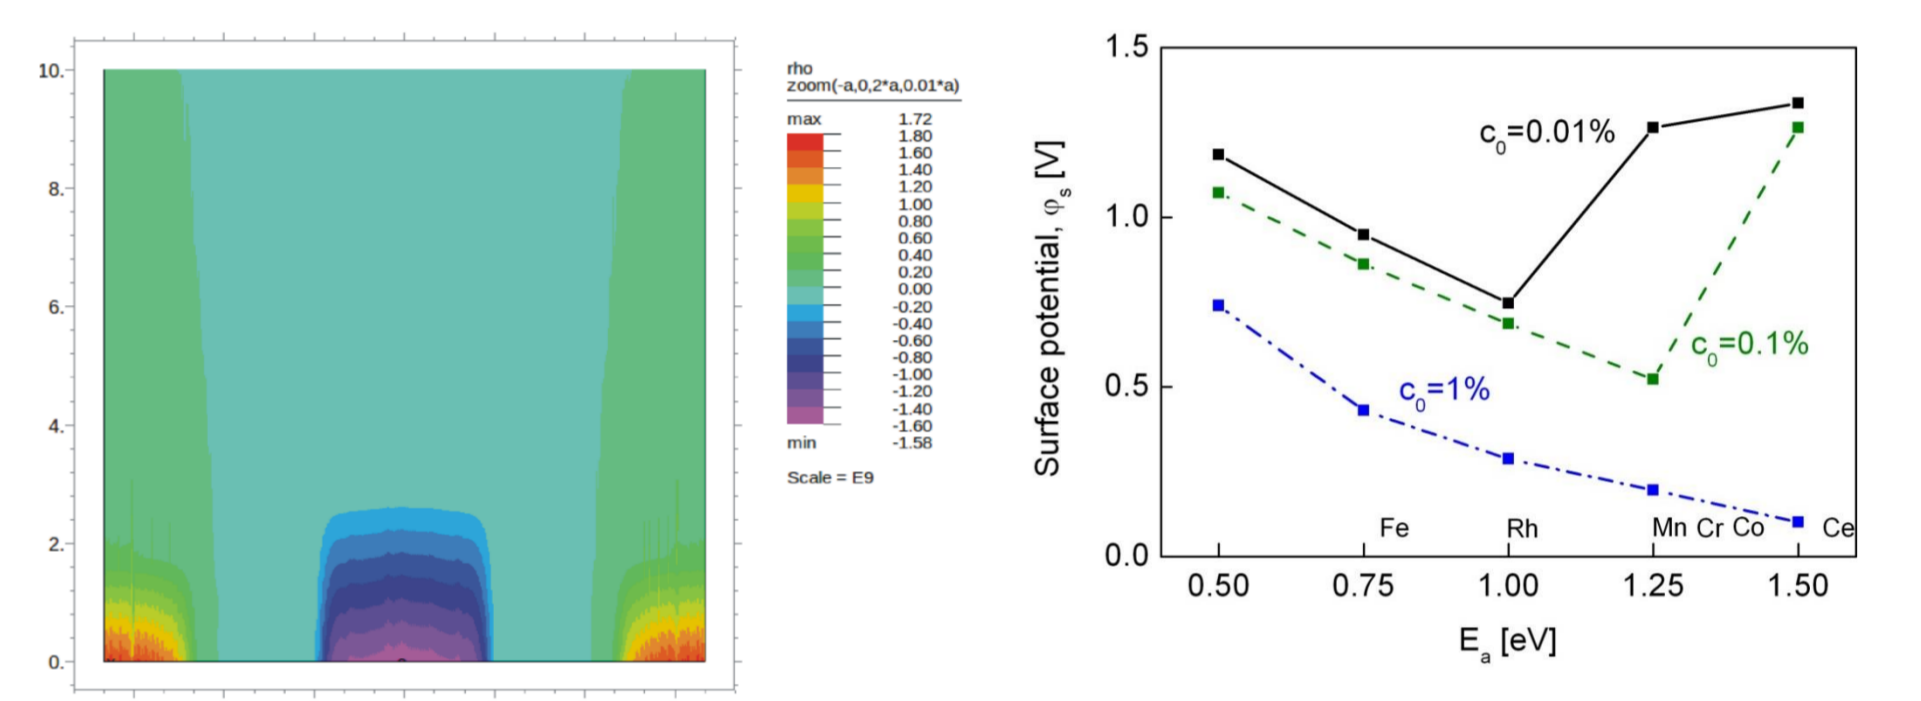 10.
8.
6.
4.
2.
0.
rho
zoom(-a,0,2*a,0.01*a)
max 1.72
1.80
1.60
1.40
1.20
1.00
0.80
0.60
0.40
0.20
0.00
-0.20
-0.40
-0.60
-0.80
-1.00
-1.20
-1.40
-1.60
min -1.58
Scale = E9
Surface potential, φs [V]
1.5
1.0
0.5
0.0
c0=0.01%
c0=0.1%
c0=1%
Fe Rh Mn Cr Co Ce
0.50 0.75 1.00 1.25 1.50
Ea [eV]